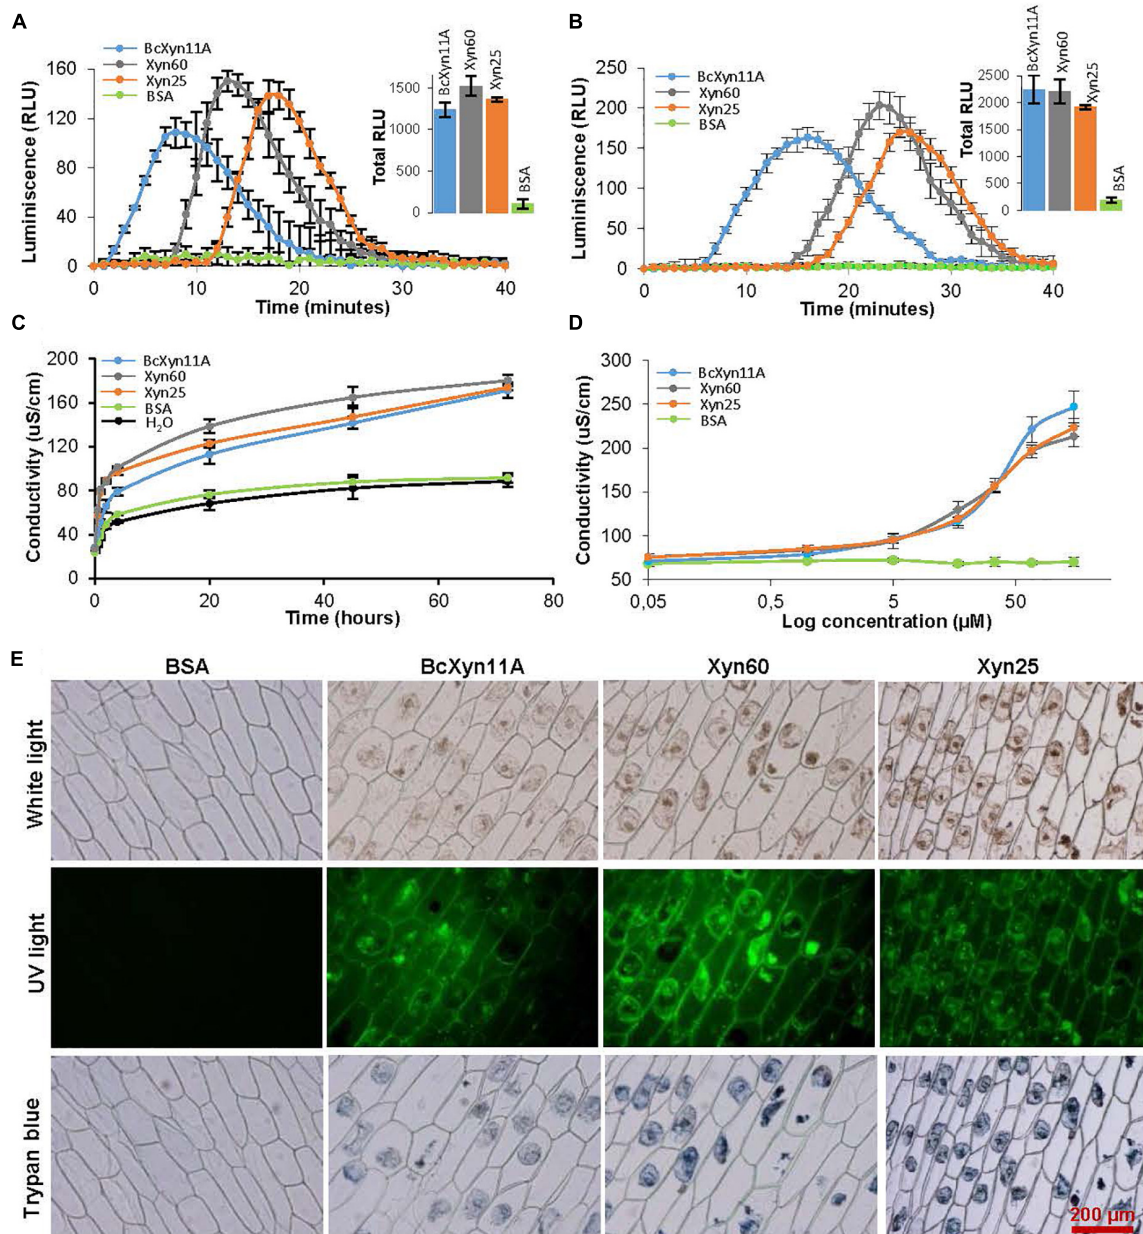 A
BcXyn11A
Xyn60
Xyn25
BSA
Luminiscence (RLU)
160
120
80
40
0
0 10 20 30 40
Time (minutes)
Total RLU
1500
1000
500
0
BcXyn11A
Xyn60
Xyn25
BSA
B
BcXyn11A
Xyn60
Xyn25
BSA
Luminiscence (RLU)
250
200
150
100
50
0
0 10 20 30 40
Time (minutes)
Total RLU
2500
2000
1500
1000
500
0
BcXyn11A
Xyn60
Xyn25
BSA
C
BcXyn11A
Xyn60
Xyn25
BSA
H2O
Conductivity (uS/cm)
200
160
120
80
40
0
0 20 40 60 80
Time (hours)
D
BcXyn11A
Xyn60
Xyn25
BSA
Conductivity (uS/cm)
300
250
200
150
100
50
0,05 0,5 5 50
Log concentration (µM)
E
BSA BcXyn11A Xyn60 Xyn25
White light
UV light
Trypan blue
200 µm